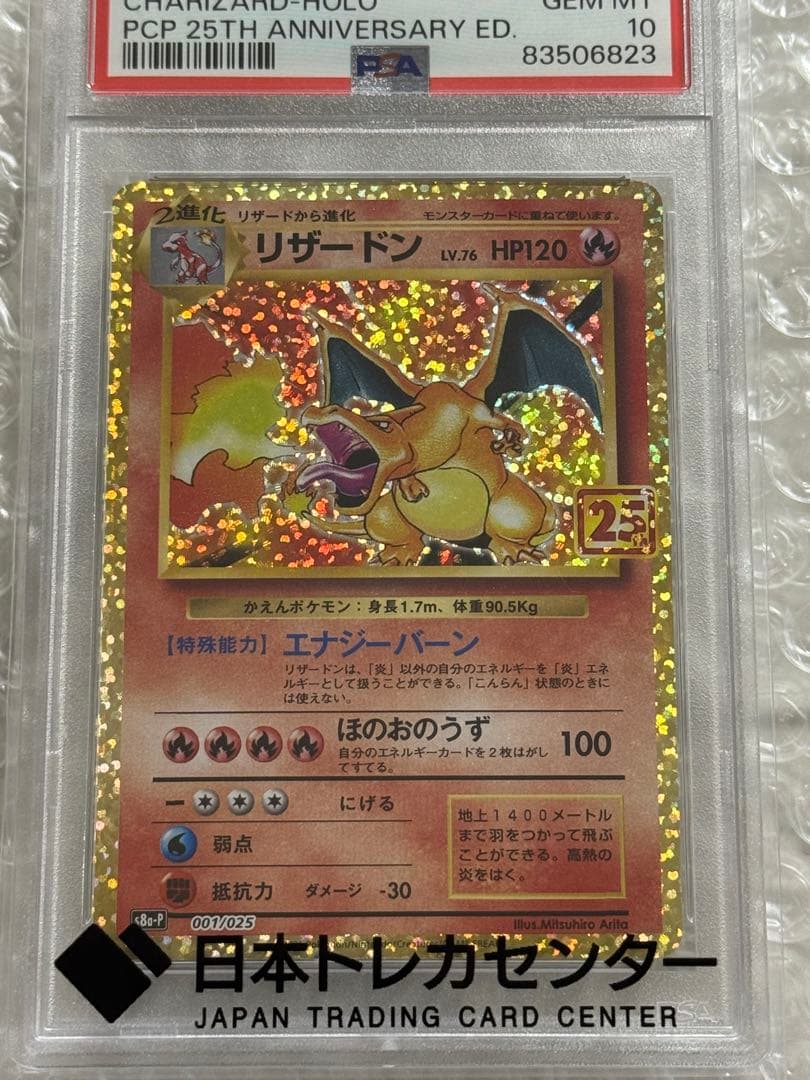 CHARIZARD-HOLO GEM MT
PCP 25TH ANNIVERSARY ED. 10
PSA 83506823
2進化 リザードから進化 モンスターカードに重ねて使います。
リザードン LV.76 HP120
25
かえんポケモン：身長1.7m、体重90.5Kg
【特殊能力】エナジーバーン
リザードンは、「炎」以外の自分のエネルギーを「炎」エネ
ルギーとして扱うことができる。「こんらん」状態のときに
は使えない。
ほのおのうず 100
自分のエネルギーカードを２枚はがし
てすてる。
ー にげる
弱点
抵抗力 ダメージ -30
地上１４００メートル
まで羽をつかって飛ぶ
ことができる。高熱の
炎をはく。
s8a-P 001/025 Illus.Mitsuhiro Arita
日本トレカセンター
JAPAN TRADING CARD CENTER